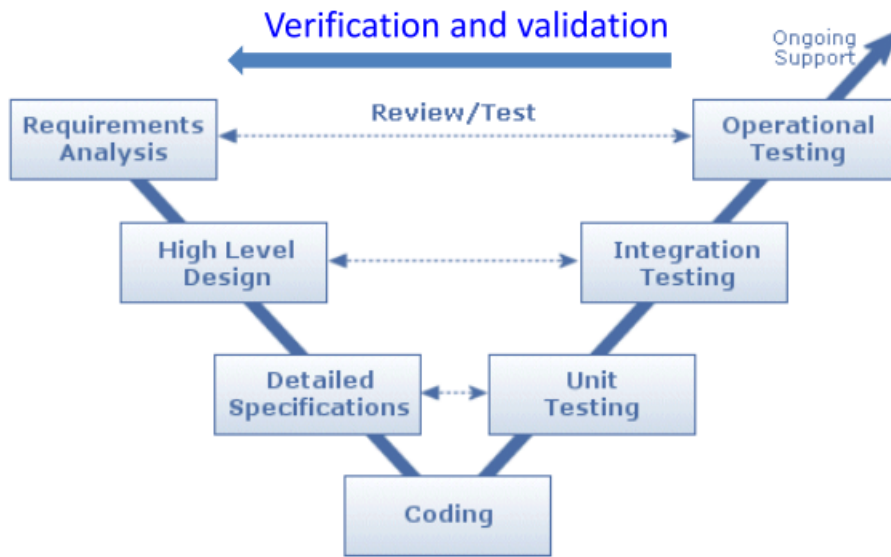 Verification and validation
Ongoing
Support
Requirements
Analysis
Review/Test
Operational
Testing
High Level
Design
Integration
Testing
Detailed
Specifications
Unit
Testing
Coding